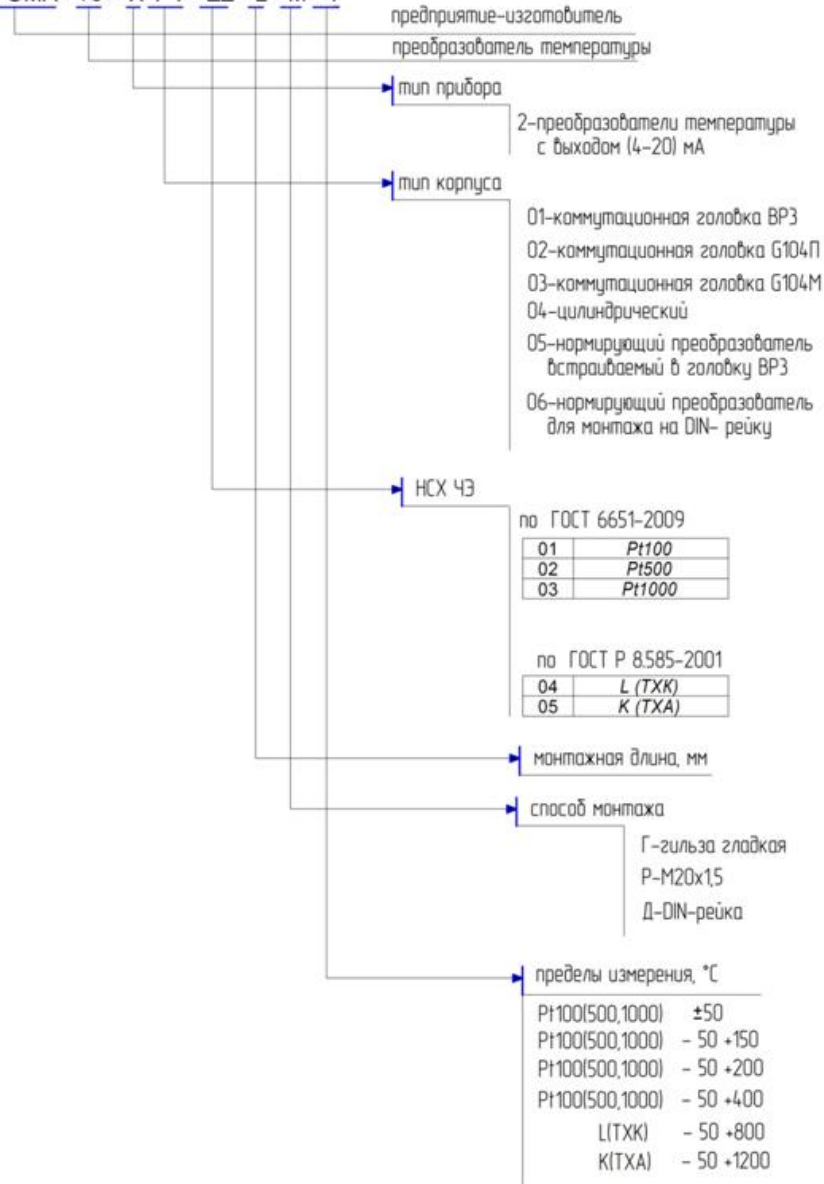 предприятие-изготовитель
преобразователь температуры
тип прибора
2-преобразователи температуры
с выходом (4-20) мА
тип корпуса
01-коммутационная головка ВР3
02-коммутационная головка G104П
03-коммутационная головка G104М
04-цилиндрический
05-нормирующий преобразователь
встраиваемый в головку ВР3
06-нормирующий преобразователь
для монтажа на DIN- рейку
НСХ ЧЭ
по ГОСТ 6651-2009
01 Pt100
02 Pt500
03 Pt1000
по ГОСТ Р 8.585-2001
04 L (ТХК)
05 K (ТХА)
монтажная длина, мм
способ монтажа
Г-гильза гладкая
Р-М20х1,5
Д-DIN-рейка
пределы измерения, °С
Pt100(500,1000) ±50
Pt100(500,1000) - 50 +150
Pt100(500,1000) - 50 +200
Pt100(500,1000) - 50 +400
L(ТХК) - 50 +800
K(ТХА) - 50 +1200